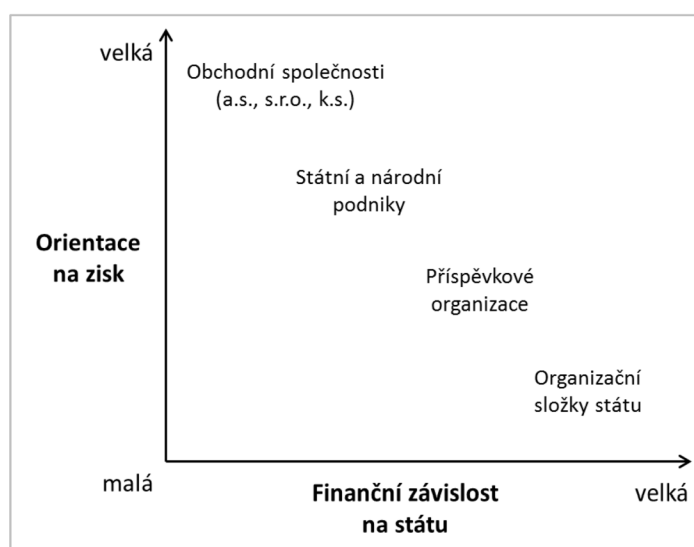 velká
Obchodní společnosti
(a.s., s.r.o., k.s.)
Státní a národní
podniky
Orientace
na zisk
Příspěvkové
organizace
Organizační
složky státu
malá
Finanční závislost
na státu
velká